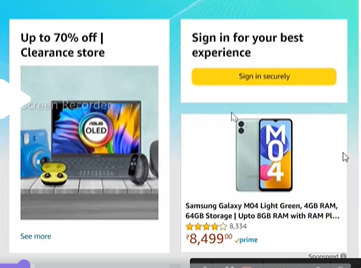 Up to 70% off |
Clearance store
Screen Recorder
ASUS
OLED
See more
Sign in for your best
experience
Sign in securely
M04
Samsung Galaxy M04 Light Green, 4GB RAM,
64GB Storage | Upto 8GB RAM with RAM Pl...
8,334
₹8,499⁰⁰ prime
Sponsored